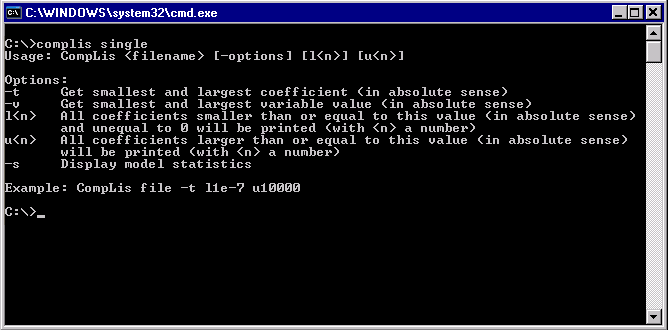 C:\WINDOWS\system32\cmd.exe
C:\>complis single
Usage: CompLis <filename> [-options] [l<n>] [u<n>]
Options:
-t Get smallest and largest coefficient (in absolute sense)
-v Get smallest and largest variable value (in absolute sense)
l<n> All coefficients smaller than or equal to this value (in absolute sense)
and unequal to 0 will be printed (with <n> a number)
u<n> All coefficients larger than or equal to this value (in absolute sense)
will be printed (with <n> a number)
-s Display model statistics
Example: CompLis file -t l1e-7 u10000
C:\>_